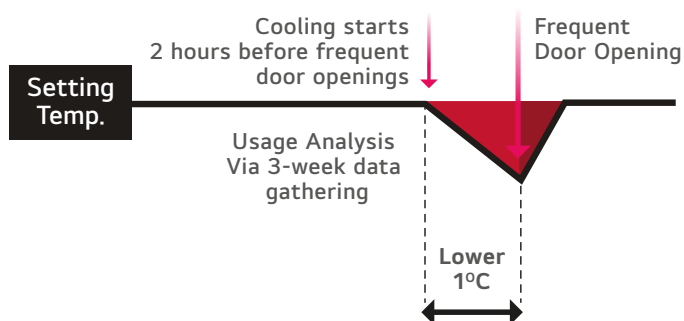 Cooling starts
2 hours before frequent
door openings
Frequent
Door Opening
Setting
Temp.
Usage Analysis
Via 3-week data
gathering
Lower
1ºC